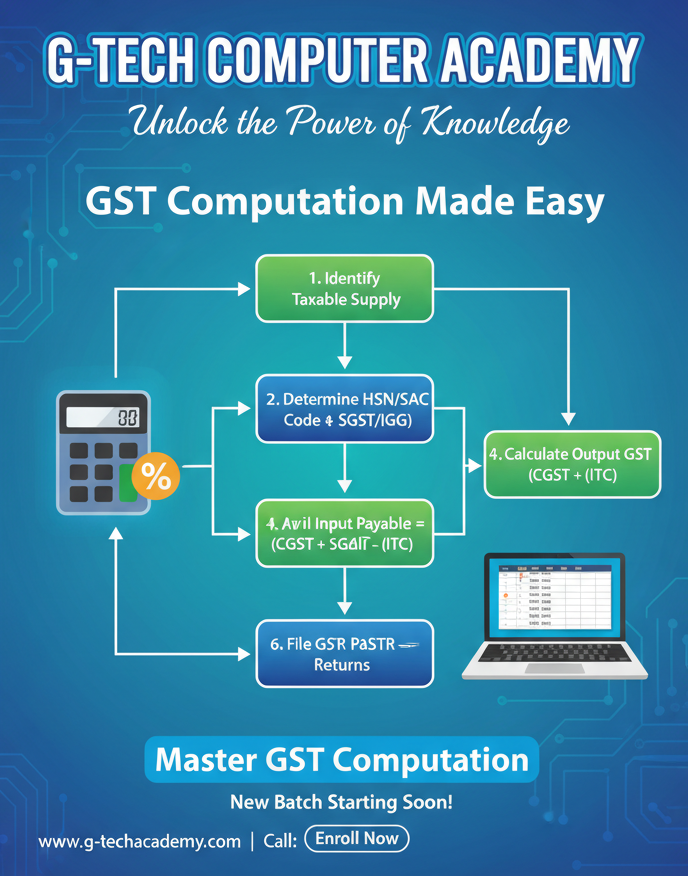 G-TECH COMPUTER ACADEMY
Unlock the Power of Knowledge
GST Computation Made Easy
1. Identify
Taxable Supply
2. Determine HSN/SAC
Code & SGST/IGG)
4. Calculate Output GST
(CGST + (ITC)
4. Avil Input Payable =
(CGST + - (ITC)
6. File GSR PaSTR
Returns
%
Master GST Computation
New Batch Starting Soon!
www.g-techacademy.com | Call: Enroll Now